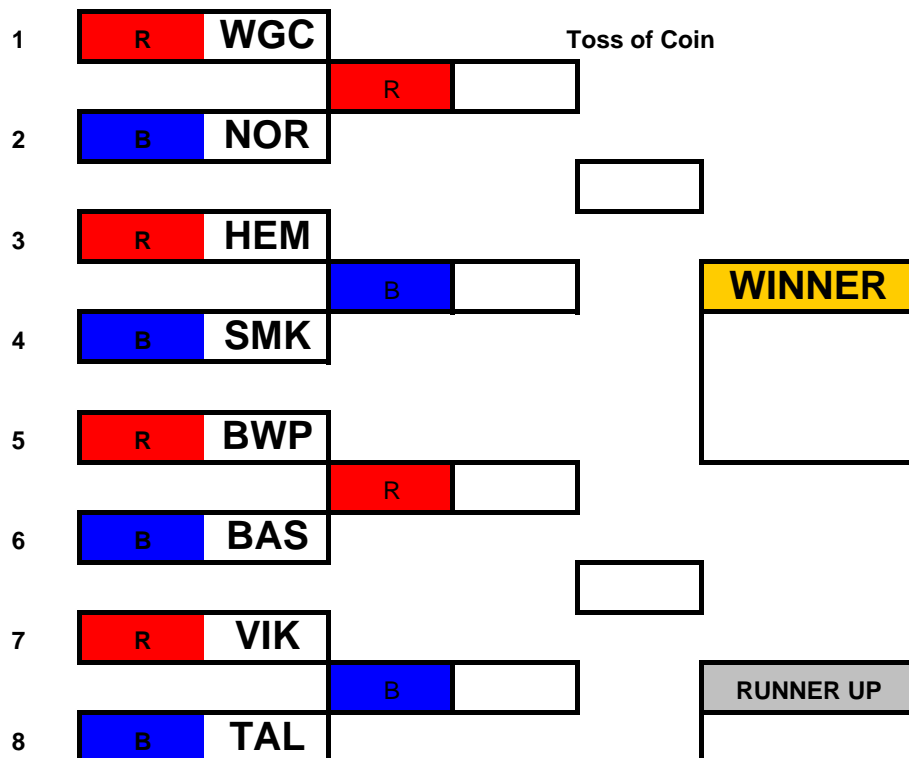 1 R WGC Toss of Coin
R
2 B NOR
3 R HEM
B WINNER
4 B SMK
5 R BWP
R
6 B BAS
7 R VIK
B RUNNER UP
8 B TAL